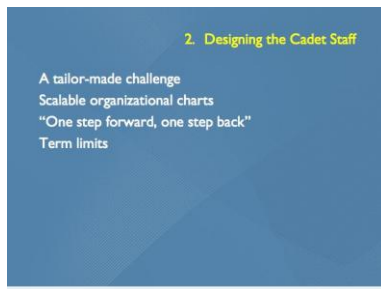 2. Designing the Cadet Staff
A tailor-made challenge
Scalable organizational charts
“One step forward, one step back”
Term limits